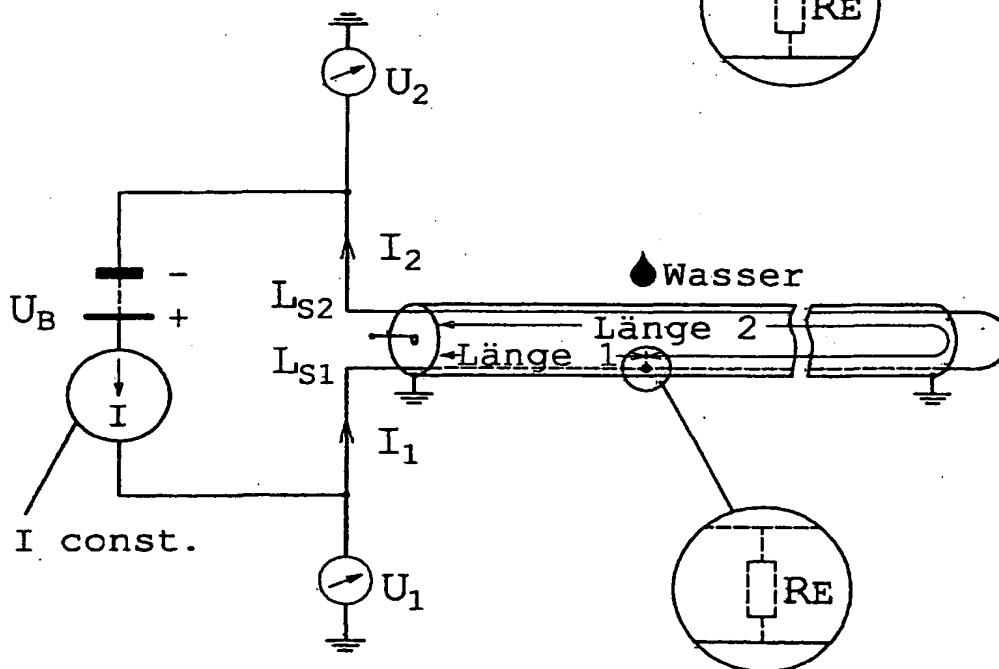 RE
U2
I2
-
Wasser
UB
+
LS2
Länge 2
Länge 1
LS1
I
I1
I const.
U1
RE